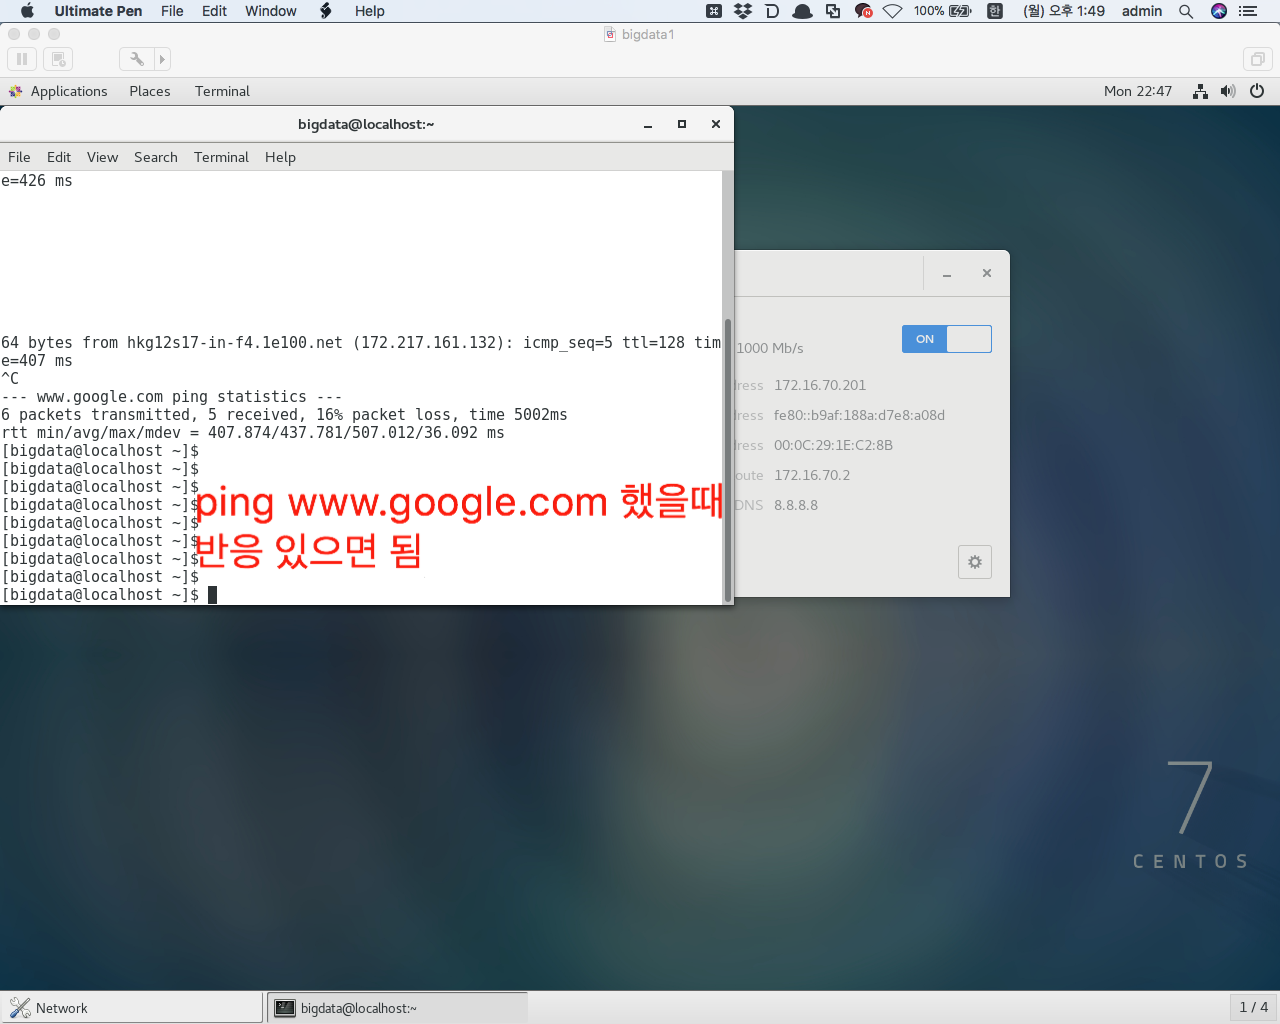 Ultimate Pen File Edit Window Help 100% 한 (월) 오후 1:49 admin
bigdata1
Applications Places Terminal Mon 22:47
bigdata@localhost:~
File Edit View Search Terminal Help
e=426 ms
64 bytes from hkg12s17-in-f4.1e100.net (172.217.161.132): icmp_seq=5 ttl=128 tim
e=407 ms
^C
--- www.google.com ping statistics ---
6 packets transmitted, 5 received, 16% packet loss, time 5002ms
rtt min/avg/max/mdev = 407.874/437.781/507.012/36.092 ms
[bigdata@localhost ~]$
[bigdata@localhost ~]$
[bigdata@localhost ~]$
[bigdata@localhost ~]$
[bigdata@localhost ~]$
[bigdata@localhost ~]$
[bigdata@localhost ~]$
[bigdata@localhost ~]$
[bigdata@localhost ~]$
ping www.google.com 했을때
반응 있으면 됨
ON
1000 Mb/s
dress 172.16.70.201
dress fe80::b9af:188a:d7e8:a08d
dress 00:0C:29:1E:C2:8B
oute 172.16.70.2
DNS 8.8.8.8
7
CENTOS
Network bigdata@localhost:~ 1 / 4